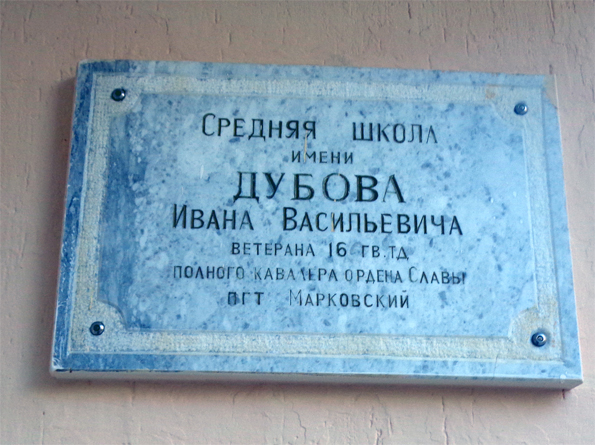 Средняя школа
имени
ДУБОВА
Ивана Васильевича
ветерана 16 гв.тд
полного кавалера ордена Славы
пгт Марковский